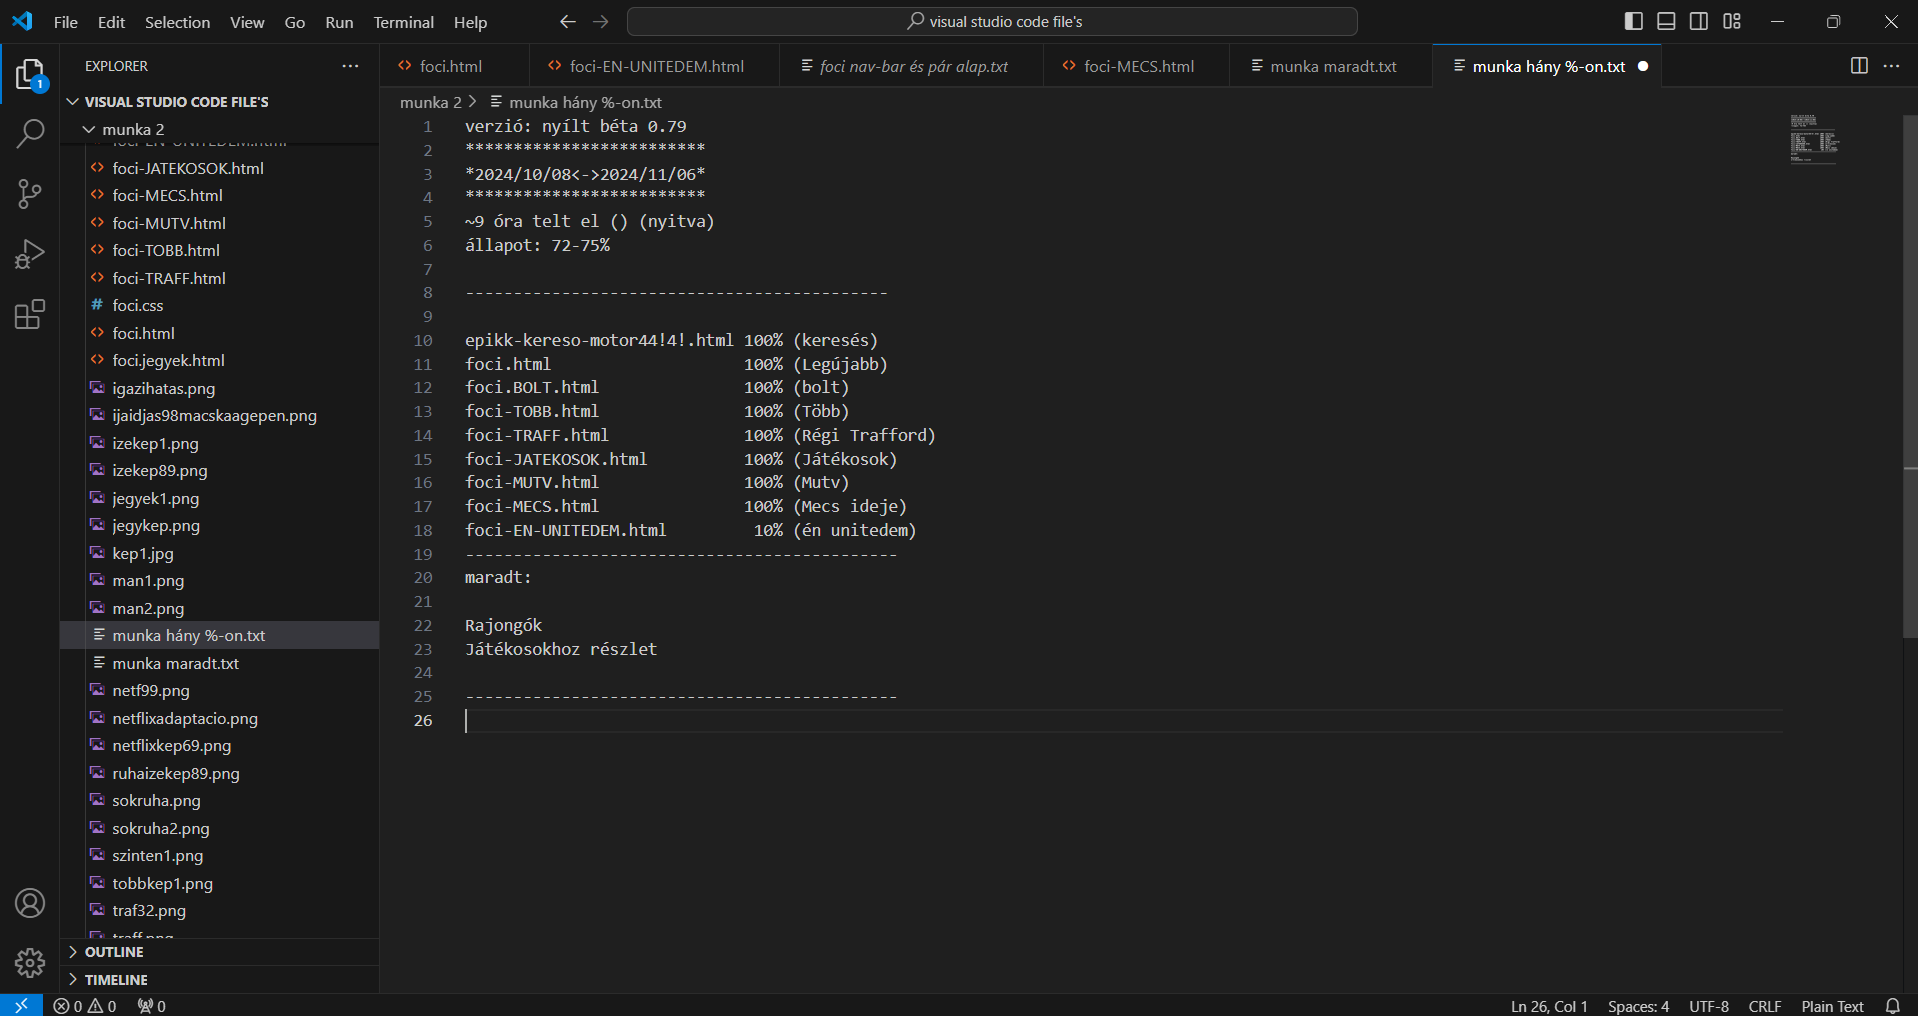 File Edit Selection View Go Run Terminal Help
visual studio code file's
1
EXPLORER
foci.html
foci-EN-UNITEDEM.html
foci nav-bar és pár alap.txt
foci-MECS.html
munka maradt.txt
munka hány %-on.txt
VISUAL STUDIO CODE FILE'S
munka 2
foci-EN-UNITEDEM.html
foci-JATEKOSOK.html
foci-MECS.html
foci-MUTV.html
foci-TOBB.html
foci-TRAFF.html
foci.css
foci.html
foci.jegyek.html
igazihatas.png
ijaidjas98macskaagepen.png
izekep1.png
izekep89.png
jegyek1.png
jegykep.png
kep1.jpg
man1.png
man2.png
munka hány %-on.txt
munka maradt.txt
netf99.png
netflixadaptacio.png
netflixkep69.png
ruhaizekep89.png
sokruha.png
sokruha2.png
szinten1.png
tobbkep1.png
traf32.png
traff.png
OUTLINE
TIMELINE
munka 2 > munka hány %-on.txt
1 verzió: nyílt béta 0.79
2 *************************
3 *2024/10/08<->2024/11/06*
4 *************************
5 ~9 óra telt el () (nyitva)
6 állapot: 72-75%
7
8 --------------------------------------------
9
10 epikk-kereso-motor44!4!.html 100% (keresés)
11 foci.html 100% (Legújabb)
12 foci.BOLT.html 100% (bolt)
13 foci-TOBB.html 100% (Több)
14 foci-TRAFF.html 100% (Régi Trafford)
15 foci-JATEKOSOK.html 100% (Játékosok)
16 foci-MUTV.html 100% (Mutv)
17 foci-MECS.html 100% (Mecs ideje)
18 foci-EN-UNITEDEM.html 10% (én unitedem)
19 ---------------------------------------------
20 maradt:
21
22 Rajongók
23 Játékosokhoz részlet
24
25 ---------------------------------------------
26
0 0 0
Ln 26, Col 1 Spaces: 4 UTF-8 CRLF Plain Text